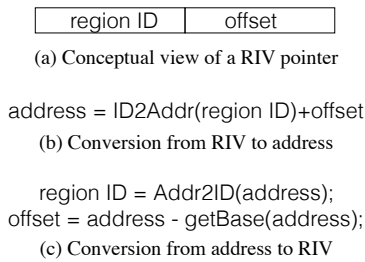 region ID offset
(a) Conceptual view of a RIV pointer
address = ID2Addr(region ID)+offset
(b) Conversion from RIV to address
region ID = Addr2ID(address);
offset = address - getBase(address);
(c) Conversion from address to RIV